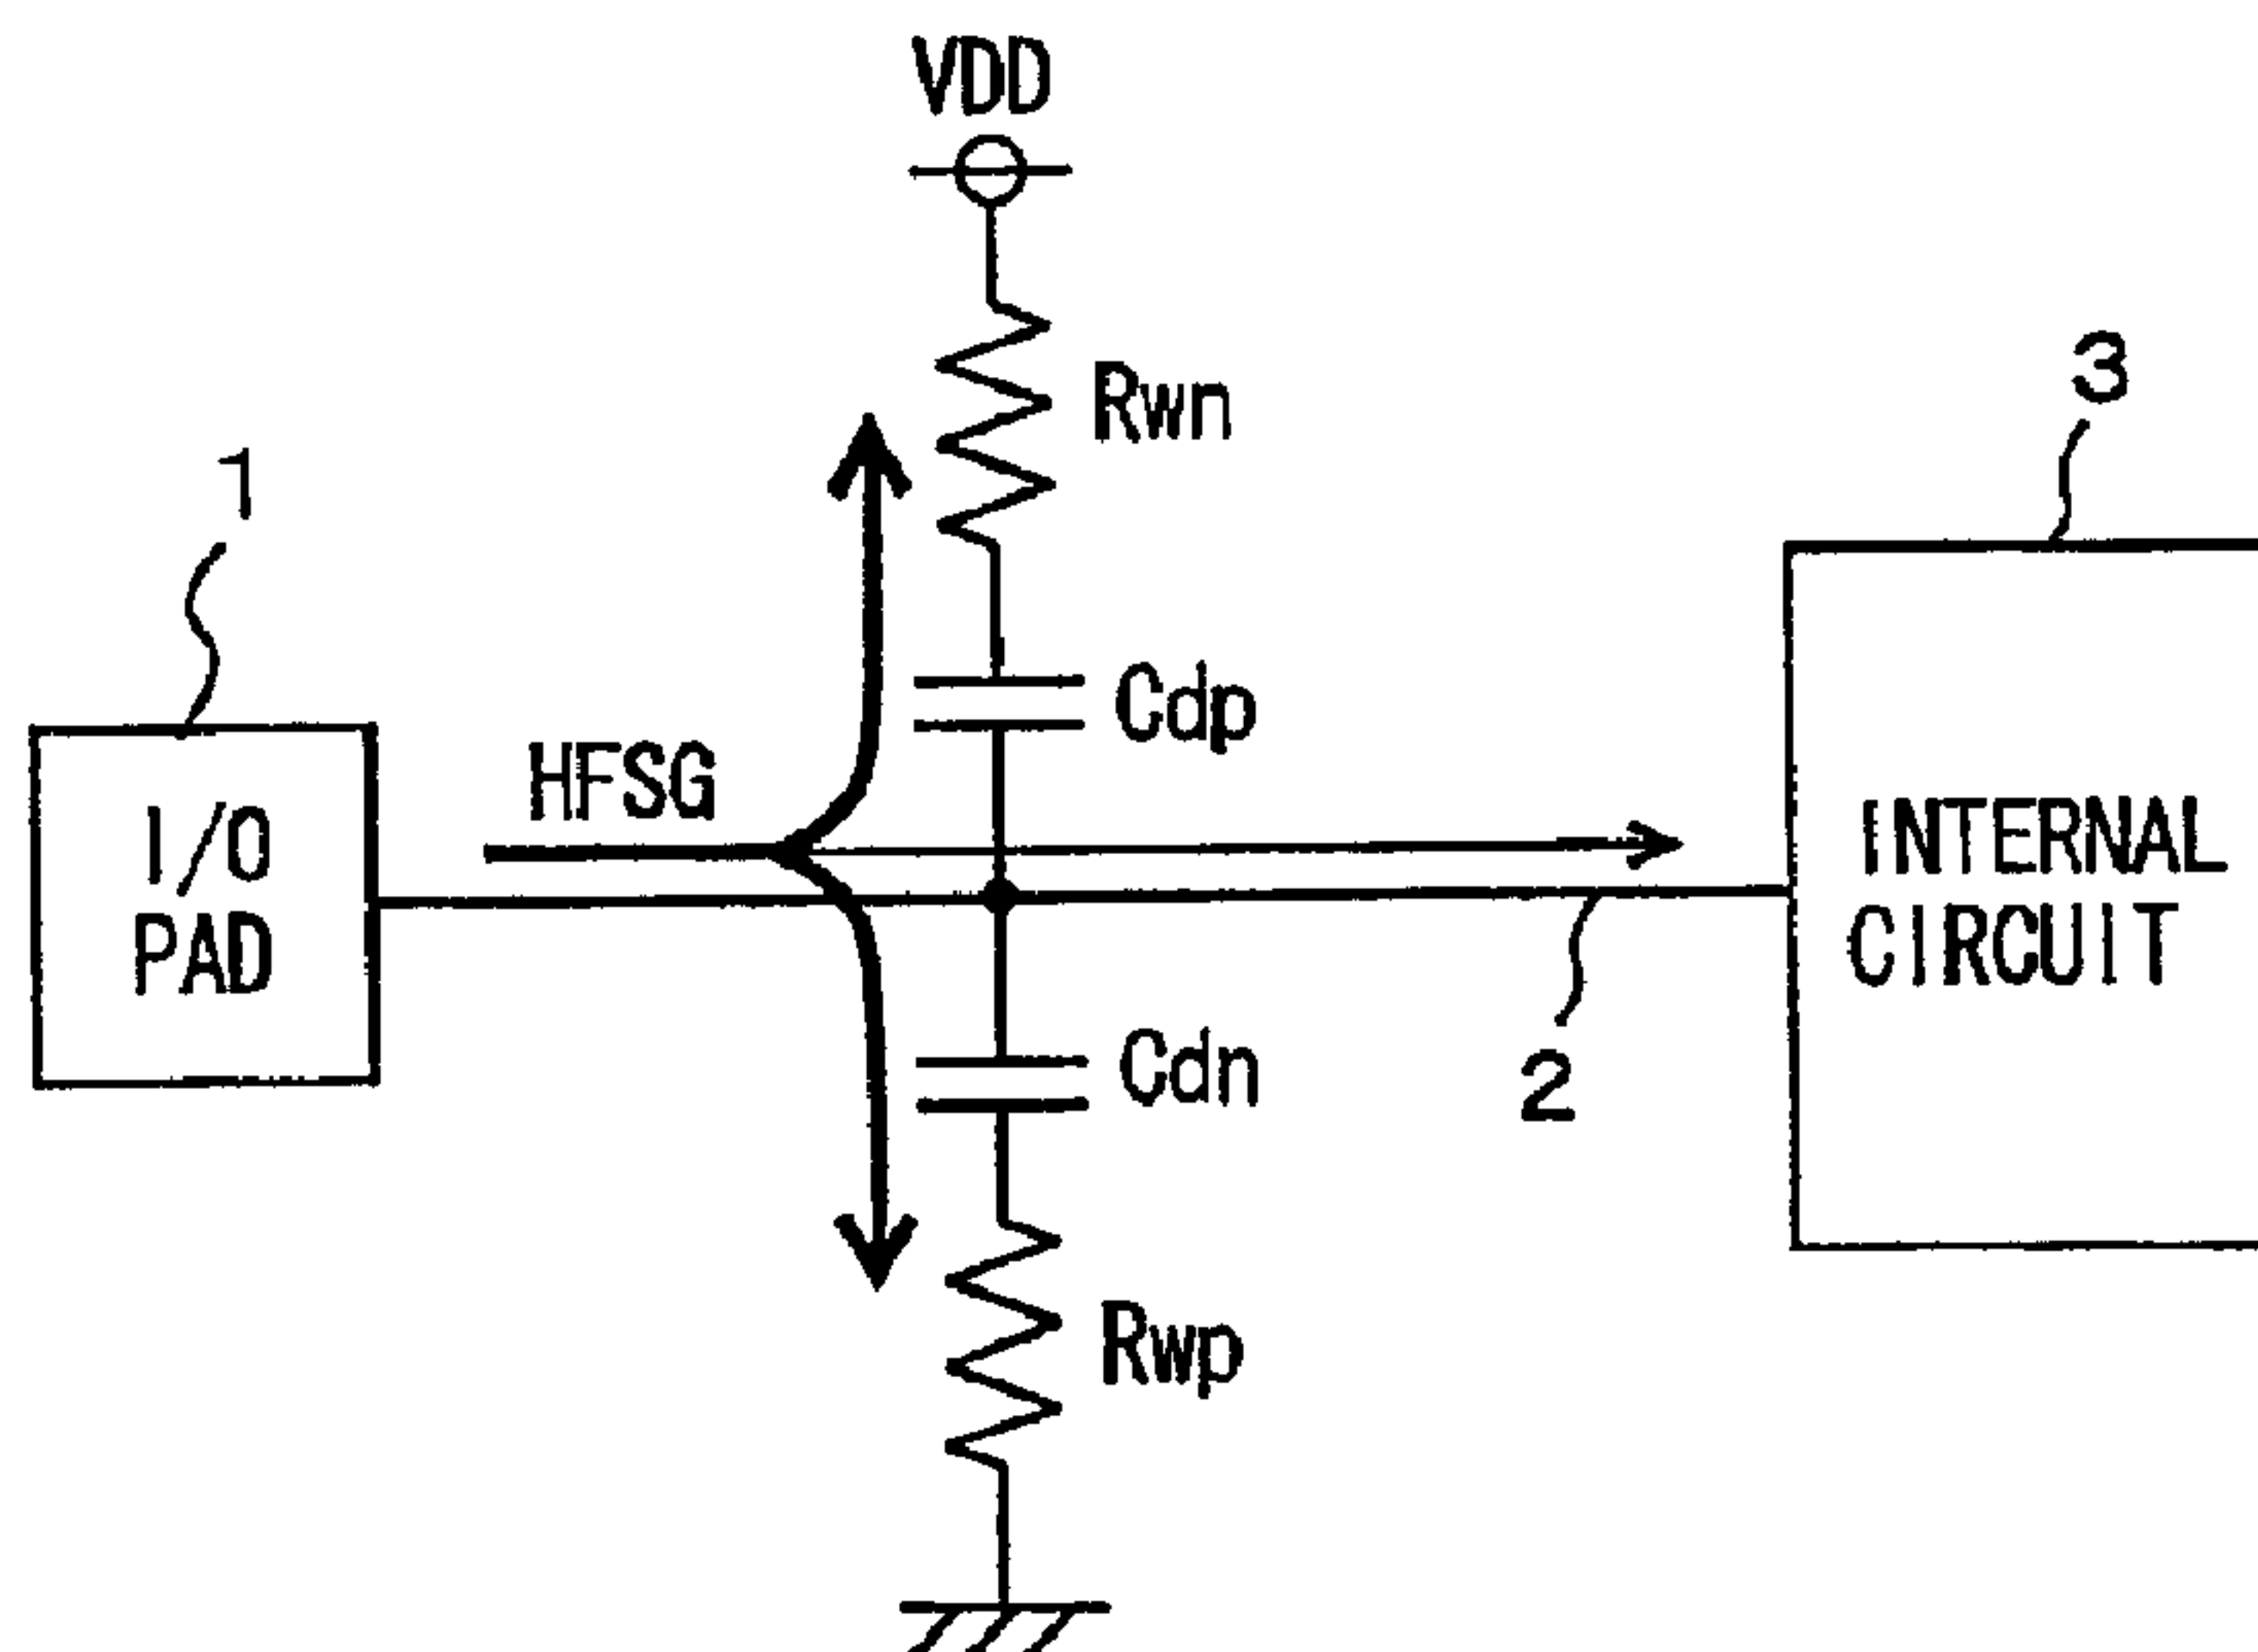 VDD
Rwn
3
1
Cdp
HFSG
I/O
PAD
INTERNAL
CIRCUIT
Cdn
2
Rwp